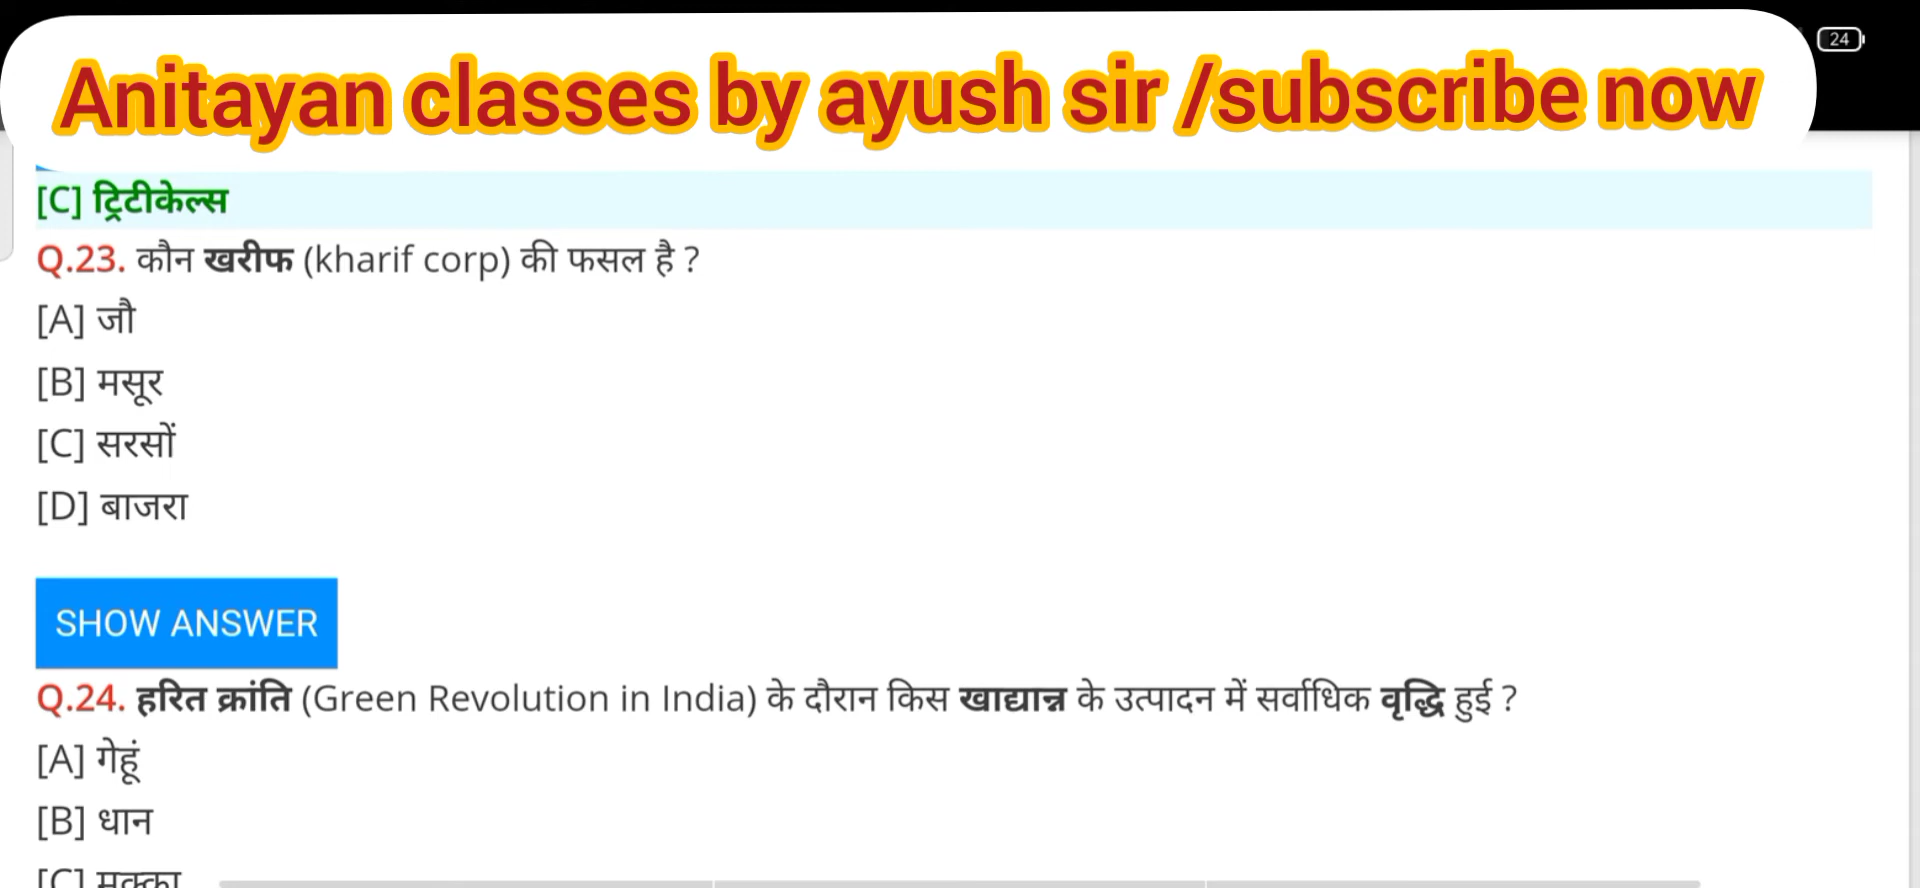 24
Anitayan classes by ayush sir /subscribe now
[C] ट्रिटीकेल्स
Q.23. कौन खरीफ (kharif corp) की फसल है ?
[A] जौ
[B] मसूर
[C] सरसों
[D] बाजरा
SHOW ANSWER
Q.24. हरित क्रांति (Green Revolution in India) के दौरान किस खाद्यान्न के उत्पादन में सर्वाधिक वृद्धि हुई ?
[A] गेहूं
[B] धान
[C] मक्का